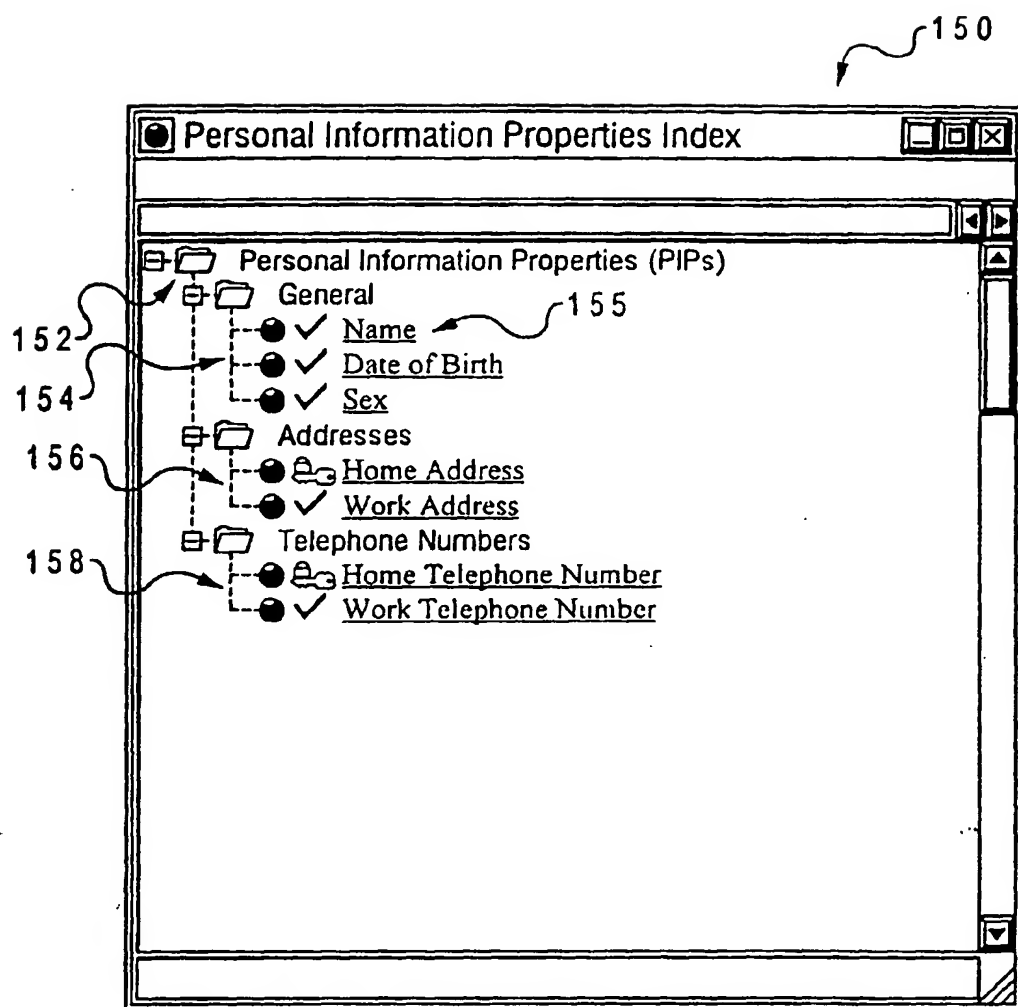 150
Personal Information Properties Index
Personal Information Properties (PIPs)
General
152
155
Name
Date of Birth
154
Sex
Addresses
156
Home Address
Work Address
Telephone Numbers
158
Home Telephone Number
Work Telephone Number